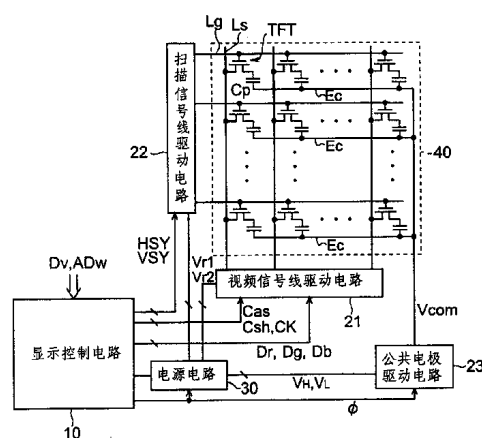 Lg
Ls
TFT
Cp
Ec
扫描信号线驱动电路
22
Ec
40
Ec
HSY
VSY
Vr1
Vr2
Dv,ADw
视频信号线驱动电路
21
Vcom
Cas
Csh,CK
Dr, Dg, Db
显示控制电路
10
电源电路
30
VH,VL
公共电极
驱动电路
23
ϕ